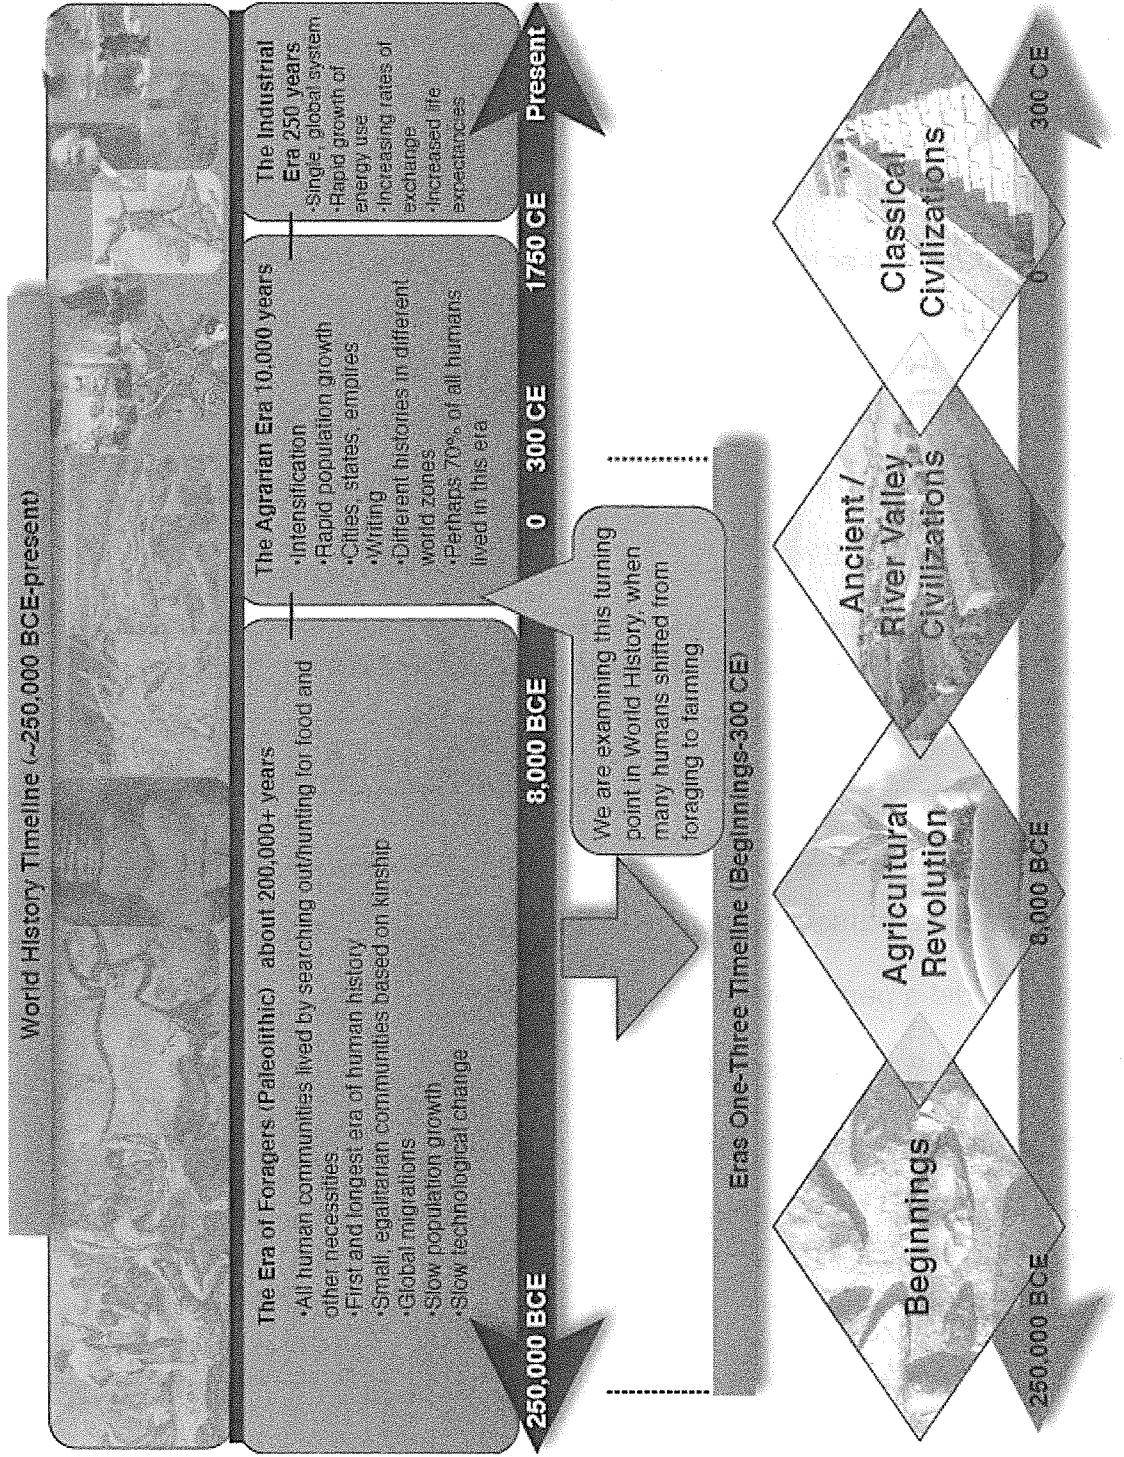 World History Timeline (~250,000 BCE-present)
The Era of Foragers (Paleolithic)   about 200,000+ years
•All human communities lived by searching out/hunting for food and
other necessities
•First and longest era of human history
•Small, egalitarian communities based on kinship
•Global migrations
•Slow population growth
•Slow technological change
The Agrarian Era 10,000 years
•Intensification
•Rapid population growth
•Cities, states, empires
•Writing
•Different histories in different
world zones
•Perhaps 70% of all humans
lived in this era
The Industrial
Era 250 years
•Single, global system
•Rapid growth of
energy use
•Increasing rates of
exchange
•Increased life
expectancies
250,000 BCE
8,000 BCE
0
300 CE
1750 CE
Present
We are examining this turning
point in World History, when
many humans shifted from
foraging to farming.
Eras One-Three Timeline (Beginnings-300 CE)
Beginnings
Agricultural
Revolution
Ancient /
River Valley
Civilizations
Classical
Civilizations
250,000 BCE
8,000 BCE
0
300 CE